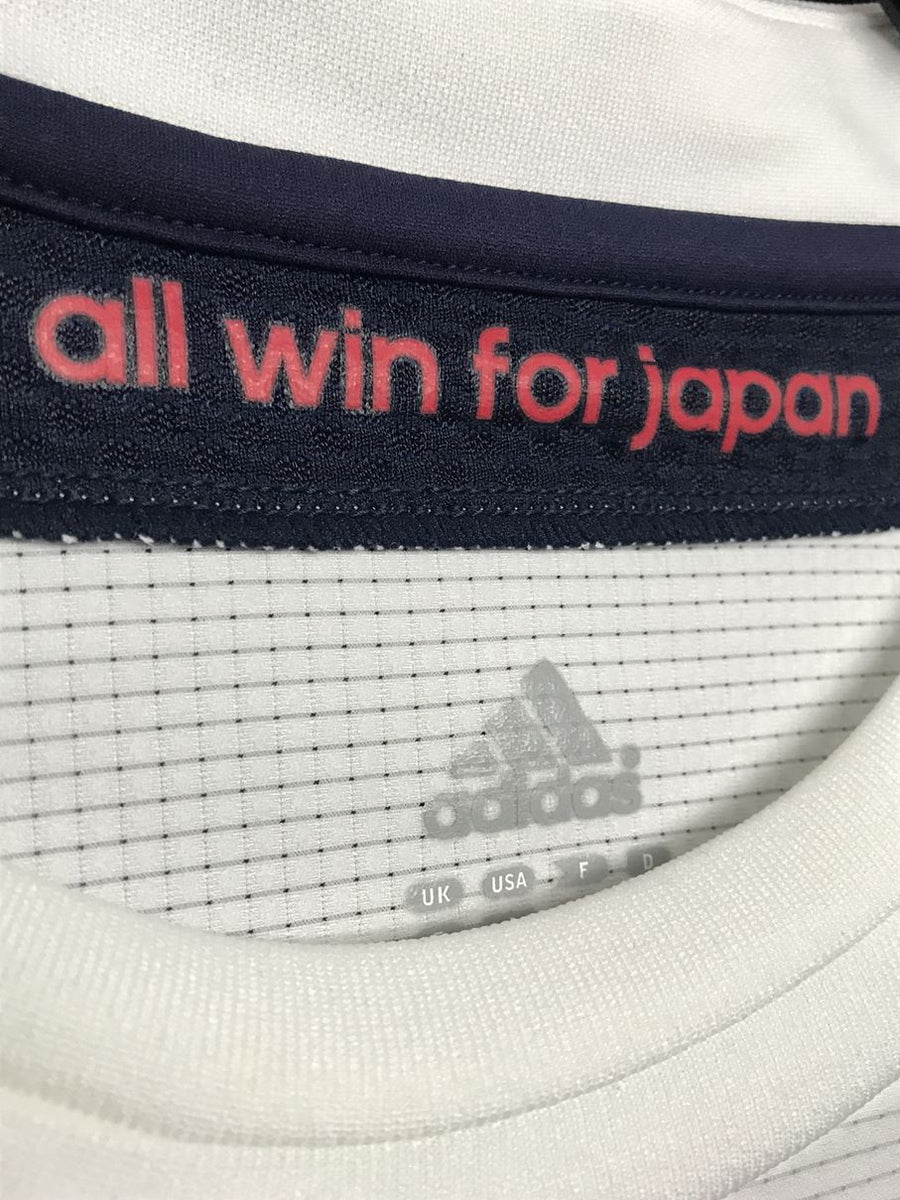 all win for japan
adidas
UK USA F D